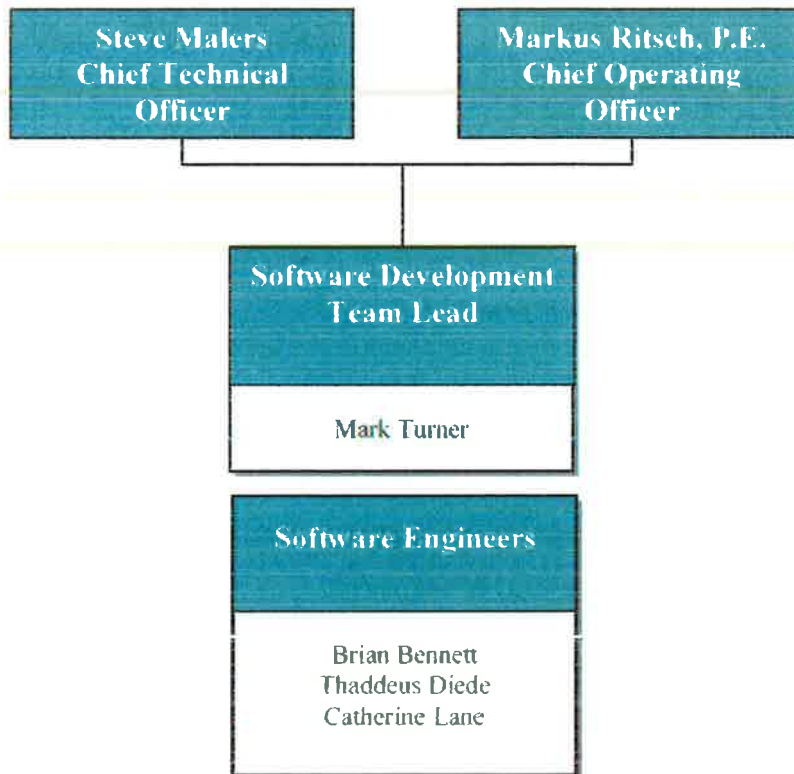 Steve Malers
Chief Technical
Officer
Markus Ritsch, P.E.
Chief Operating
Officer
Software Development
Team Lead
Mark Turner
Software Engineers
Brian Bennett
Thaddeus Diede
Catherine Lane